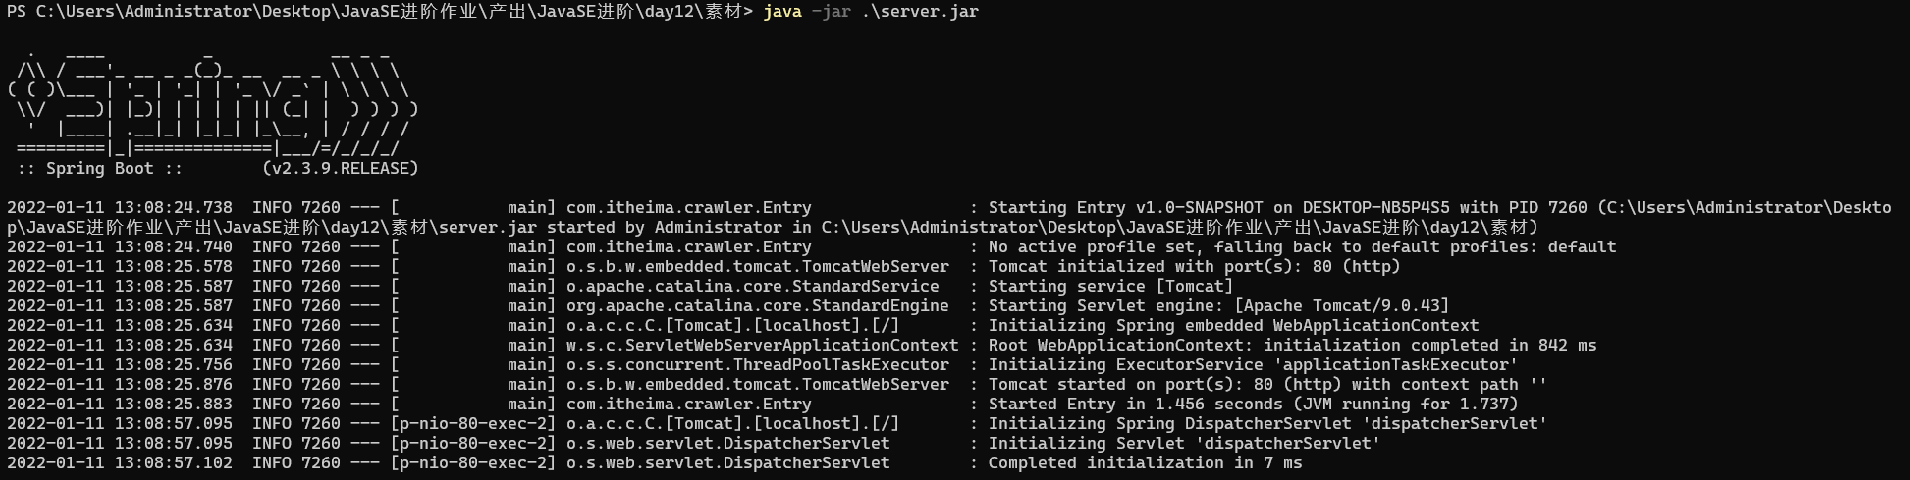 PS C:\Users\Administrator\Desktop\JavaSE进阶作业\产出\JavaSE进阶\day12\素材> java -jar .\server.jar
  .   ____          _            __ _ _
 /\\ / ___'_ __ _ _(_)_ __  __ _ \ \ \ \
( ( )\___ | '_ | '_| | '_ \/ _` | \ \ \ \
 \\/  ___)| |_)| | | | | || (_| |  ) ) ) )
  '  |____| .__|_| |_|_| |_\__, | / / / /
 =========|_|==============|___/=/_/_/_/
 :: Spring Boot ::        (v2.3.9.RELEASE)
2022-01-11 13:08:24.738  INFO 7260 --- [           main] com.itheima.crawler.Entry                : Starting Entry v1.0-SNAPSHOT on DESKTOP-NB5P4S5 with PID 7260 (C:\Users\Administrator\Deskto
p\JavaSE进阶作业\产出\JavaSE进阶\day12\素材\server.jar started by Administrator in C:\Users\Administrator\Desktop\JavaSE进阶作业\产出\JavaSE进阶\day12\素材)
2022-01-11 13:08:24.740  INFO 7260 --- [           main] com.itheima.crawler.Entry                : No active profile set, falling back to default profiles: default
2022-01-11 13:08:25.578  INFO 7260 --- [           main] o.s.b.w.embedded.tomcat.TomcatWebServer  : Tomcat initialized with port(s): 80 (http)
2022-01-11 13:08:25.587  INFO 7260 --- [           main] o.apache.catalina.core.StandardService   : Starting service [Tomcat]
2022-01-11 13:08:25.587  INFO 7260 --- [           main] org.apache.catalina.core.StandardEngine  : Starting Servlet engine: [Apache Tomcat/9.0.43]
2022-01-11 13:08:25.634  INFO 7260 --- [           main] o.a.c.c.C.[Tomcat].[localhost].[/]       : Initializing Spring embedded WebApplicationContext
2022-01-11 13:08:25.634  INFO 7260 --- [           main] w.s.c.ServletWebServerApplicationContext : Root WebApplicationContext: initialization completed in 842 ms
2022-01-11 13:08:25.756  INFO 7260 --- [           main] o.s.s.concurrent.ThreadPoolTaskExecutor  : Initializing ExecutorService 'applicationTaskExecutor'
2022-01-11 13:08:25.876  INFO 7260 --- [           main] o.s.b.w.embedded.tomcat.TomcatWebServer  : Tomcat started on port(s): 80 (http) with context path ''
2022-01-11 13:08:25.883  INFO 7260 --- [           main] com.itheima.crawler.Entry                : Started Entry in 1.456 seconds (JVM running for 1.737)
2022-01-11 13:08:57.095  INFO 7260 --- [p-nio-80-exec-2] o.a.c.c.C.[Tomcat].[localhost].[/]       : Initializing Spring DispatcherServlet 'dispatcherServlet'
2022-01-11 13:08:57.095  INFO 7260 --- [p-nio-80-exec-2] o.s.web.servlet.DispatcherServlet        : Initializing Servlet 'dispatcherServlet'
2022-01-11 13:08:57.102  INFO 7260 --- [p-nio-80-exec-2] o.s.web.servlet.DispatcherServlet        : Completed initialization in 7 ms